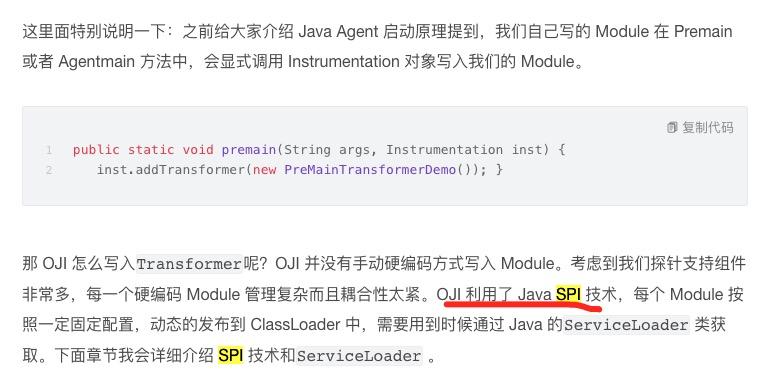 这里面特别说明一下：之前给大家介绍 Java Agent 启动原理提到，我们自己写的 Module 在 Premain
或者 Agentmain 方法中，会显式调用 Instrumentation 对象写入我们的 Module。
复制代码
1 public static void premain(String args, Instrumentation inst) {
2 inst.addTransformer(new PreMainTransformerDemo()); }
那 OJI 怎么写入Transformer呢？OJI 并没有手动硬编码方式写入 Module。考虑到我们探针支持组件
非常多，每一个硬编码 Module 管理复杂而且耦合性太紧。OJI 利用了 Java SPI 技术，每个 Module 按
照一定固定配置，动态的发布到 ClassLoader 中，需要用到时候通过 Java 的ServiceLoader 类获
取。下面章节我会详细介绍 SPI 技术和ServiceLoader 。